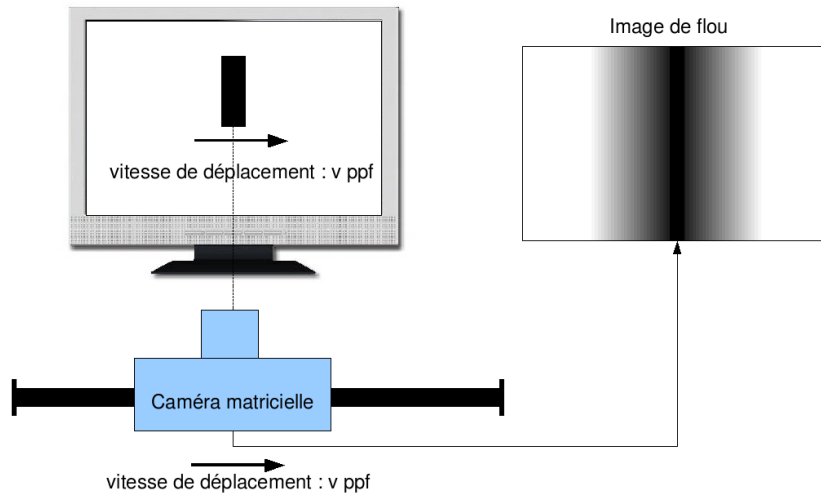 Image de flou
vitesse de déplacement : v ppf
Caméra matricielle
vitesse de déplacement : v ppf